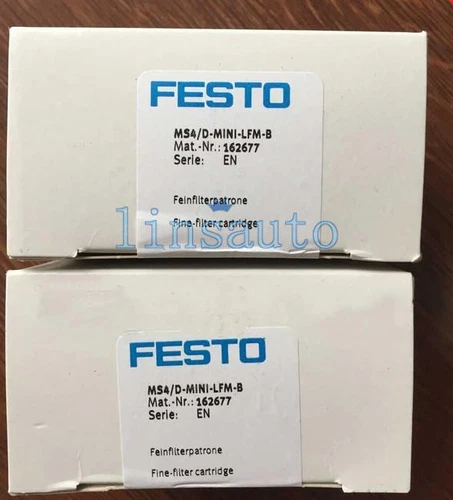 FESTO
MS4/D-MINI-LFM-B
Mat.-Nr.: 162677
Serie: EN
Feinfilterpatrone
linsauto
Fine-filter cartridge
FESTO
MS4/D-MINI-LFM-B
Mat.-Nr.: 162677
Serie: EN
Feinfilterpatrone
Fine-filter cartridge